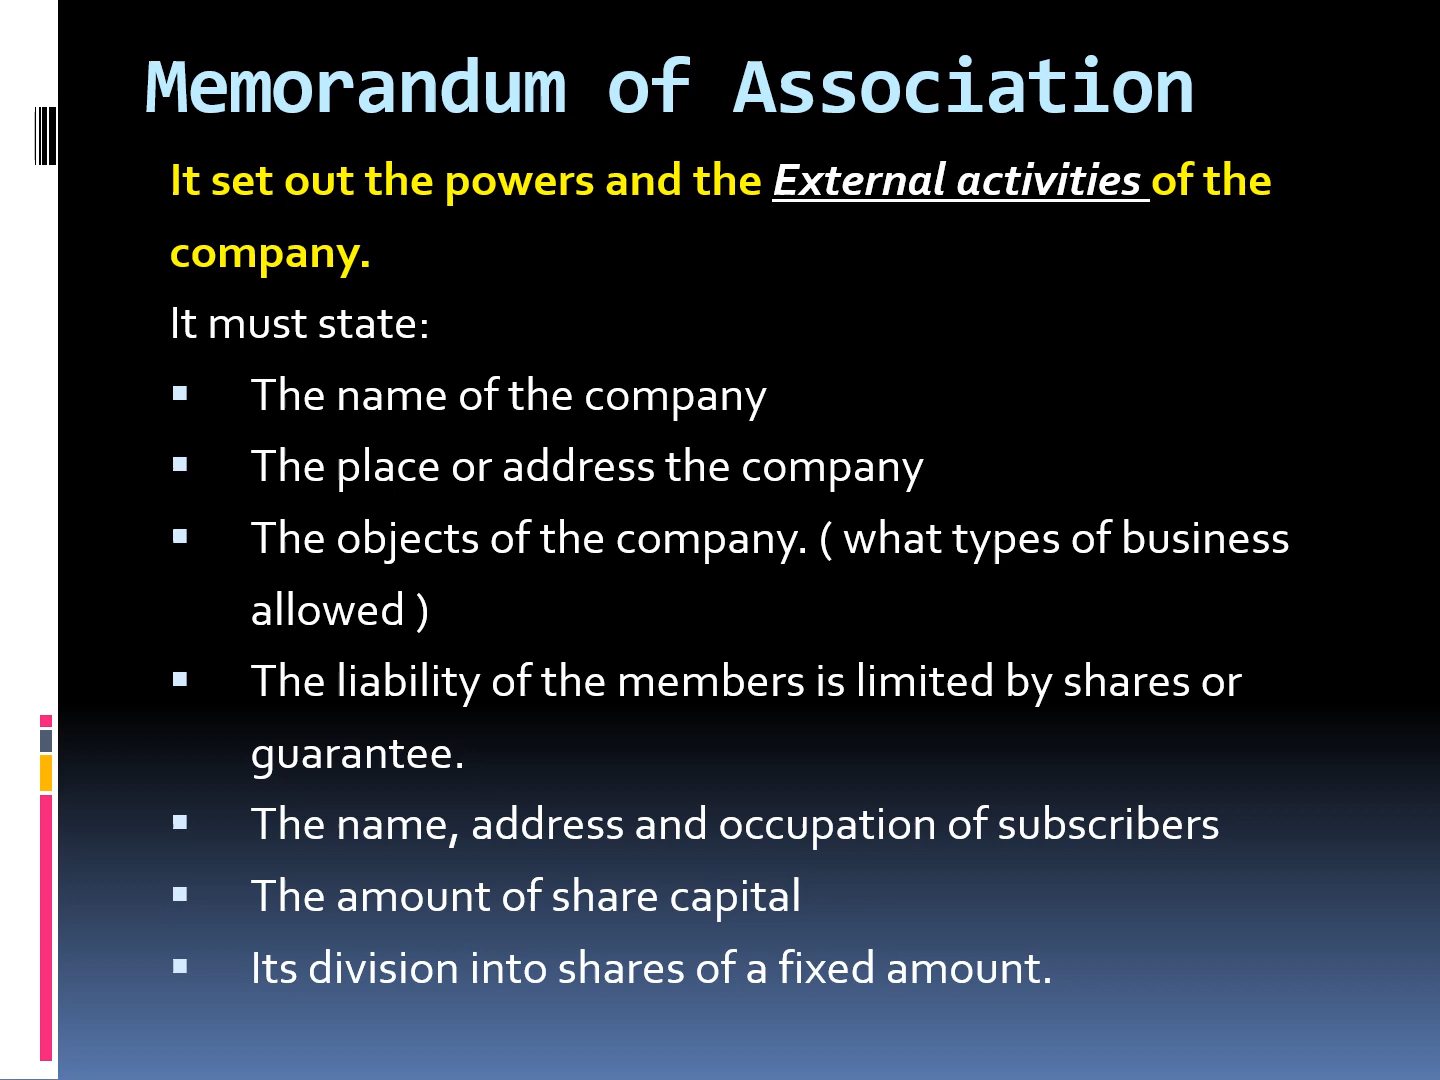 Memorandum of Association
It set out the powers and the External activities of the
company.
It must state:
▪ The name of the company
▪ The place or address the company
▪ The objects of the company. ( what types of business
allowed )
▪ The liability of the members is limited by shares or
guarantee.
▪ The name, address and occupation of subscribers
▪ The amount of share capital
▪ Its division into shares of a fixed amount.